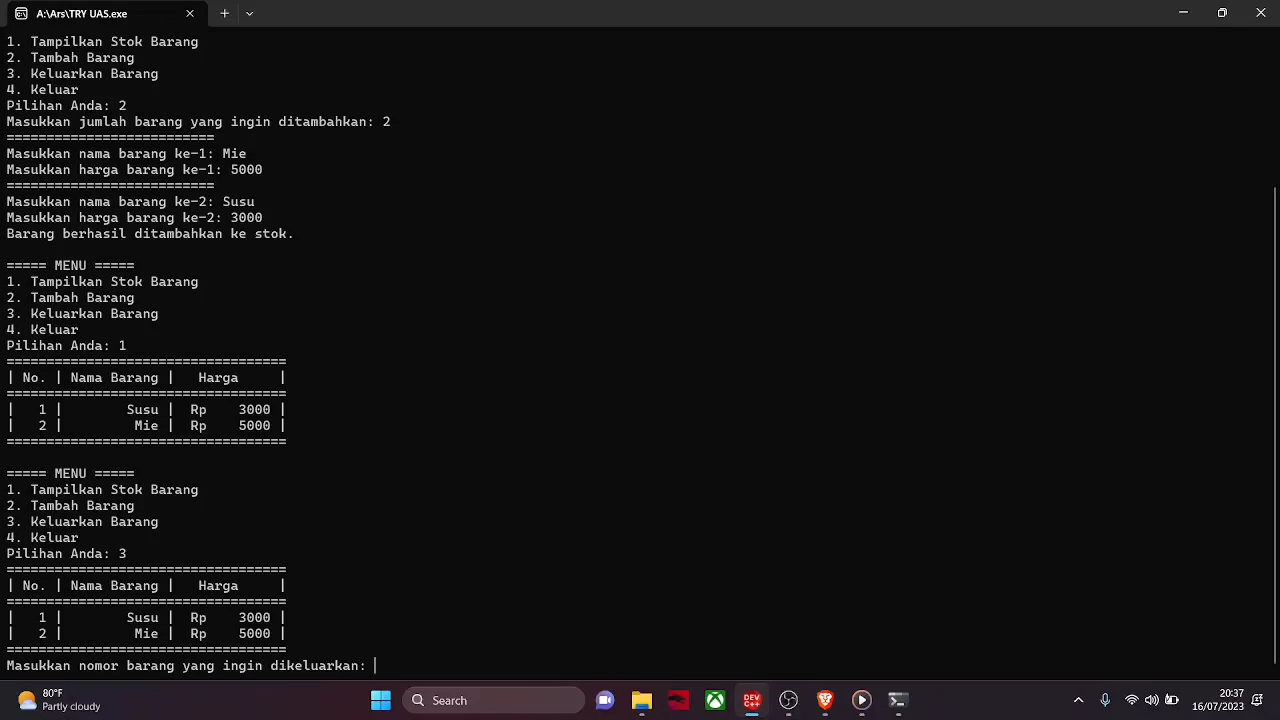 A:\Ars\TRY UAS.exe
1. Tampilkan Stok Barang
2. Tambah Barang
3. Keluarkan Barang
4. Keluar
Pilihan Anda: 2
Masukkan jumlah barang yang ingin ditambahkan: 2
==========================
Masukkan nama barang ke-1: Mie
Masukkan harga barang ke-1: 5000
==========================
Masukkan nama barang ke-2: Susu
Masukkan harga barang ke-2: 3000
Barang berhasil ditambahkan ke stok.
===== MENU =====
1. Tampilkan Stok Barang
2. Tambah Barang
3. Keluarkan Barang
4. Keluar
Pilihan Anda: 1
===================================
| No. | Nama Barang |   Harga     |
===================================
|   1 |        Susu |  Rp    3000 |
|   2 |         Mie |  Rp    5000 |
===================================
===== MENU =====
1. Tampilkan Stok Barang
2. Tambah Barang
3. Keluarkan Barang
4. Keluar
Pilihan Anda: 3
===================================
| No. | Nama Barang |   Harga     |
===================================
|   1 |        Susu |  Rp    3000 |
|   2 |         Mie |  Rp    5000 |
===================================
Masukkan nomor barang yang ingin dikeluarkan:
80°F
Partly cloudy
Search
DEV C++
20:37
16/07/2023